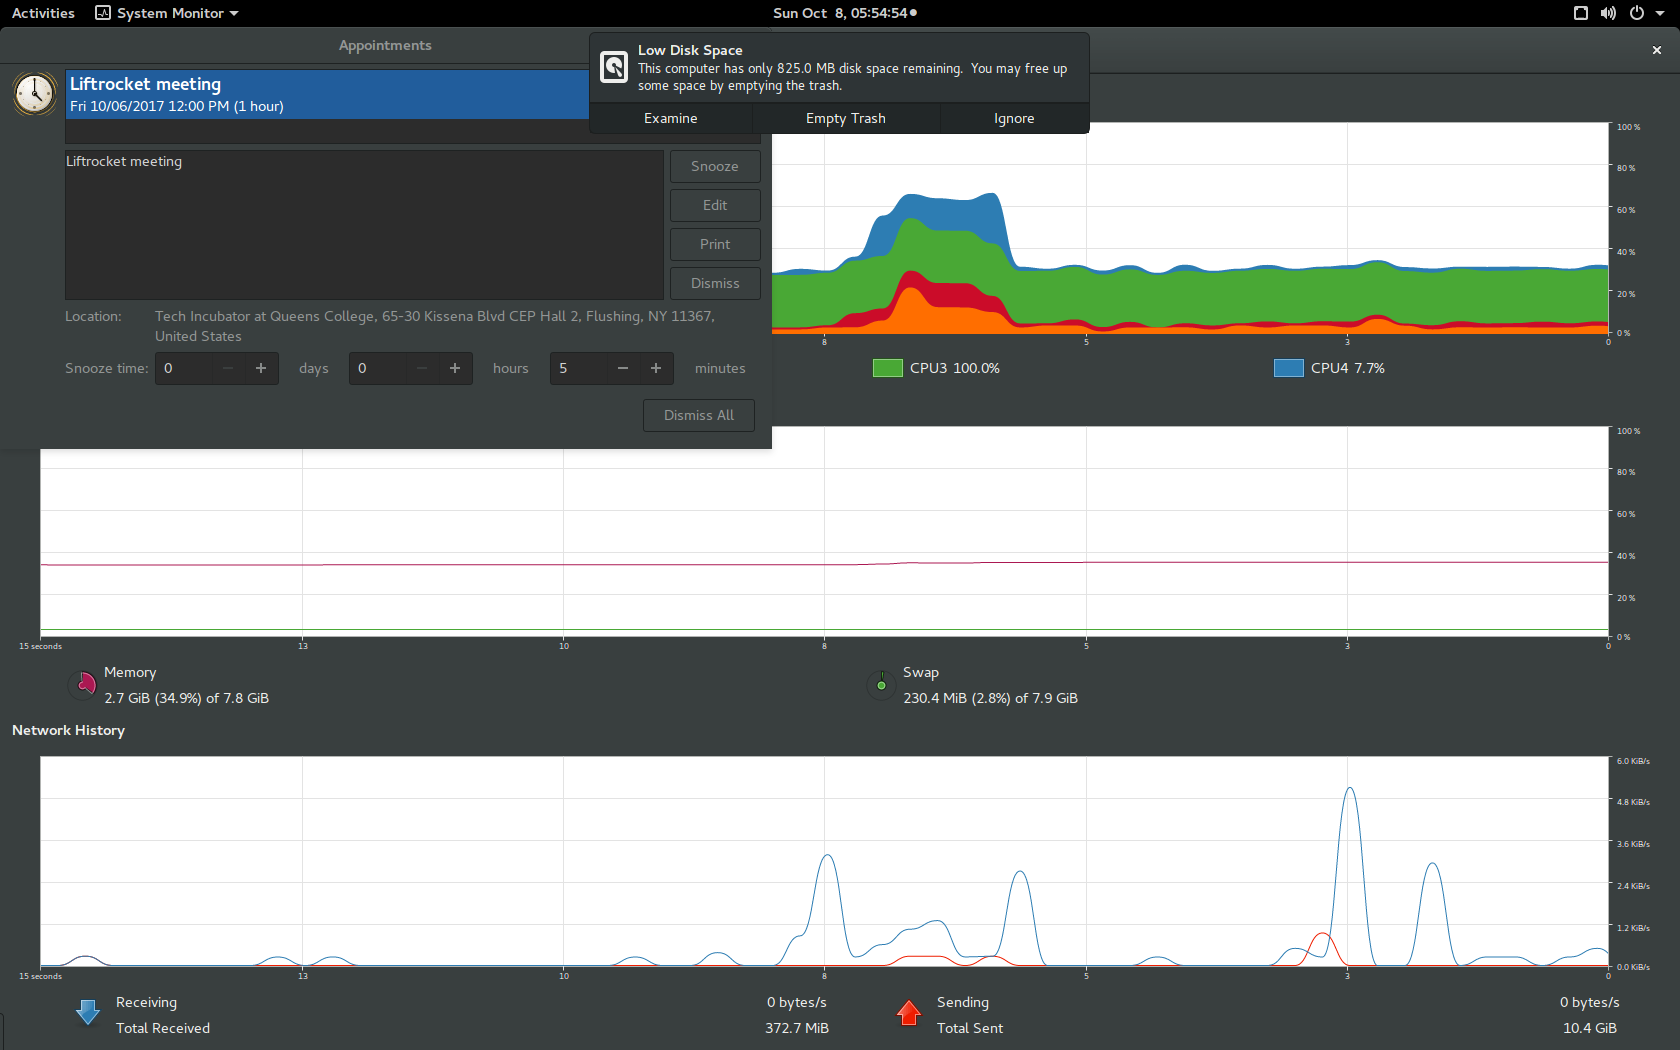 Activities
System Monitor
Sun Oct 8, 05:54:54
Appointments
Liftrocket meeting
Fri 10/06/2017 12:00 PM (1 hour)
Low Disk Space
This computer has only 825.0 MB disk space remaining. You may free up
some space by emptying the trash.
Examine
Empty Trash
Ignore
Liftrocket meeting
Snooze
Edit
Print
Dismiss
Location:
Tech Incubator at Queens College, 65-30 Kissena Blvd CEP Hall 2, Flushing, NY 11367,
United States
Snooze time:
0
days
0
hours
5
minutes
Dismiss All
100 %
80 %
60 %
40 %
20 %
0 %
8
5
3
0
CPU3 100.0%
CPU4 7.7%
100 %
80 %
60 %
40 %
20 %
0 %
15 seconds
13
10
8
5
3
0
Memory
2.7 GiB (34.9%) of 7.8 GiB
Swap
230.4 MiB (2.8%) of 7.9 GiB
Network History
6.0 KiB/s
4.8 KiB/s
3.6 KiB/s
2.4 KiB/s
1.2 KiB/s
0.0 KiB/s
15 seconds
13
10
8
5
3
0
Receiving
0 bytes/s
Total Received
372.7 MiB
Sending
0 bytes/s
Total Sent
10.4 GiB